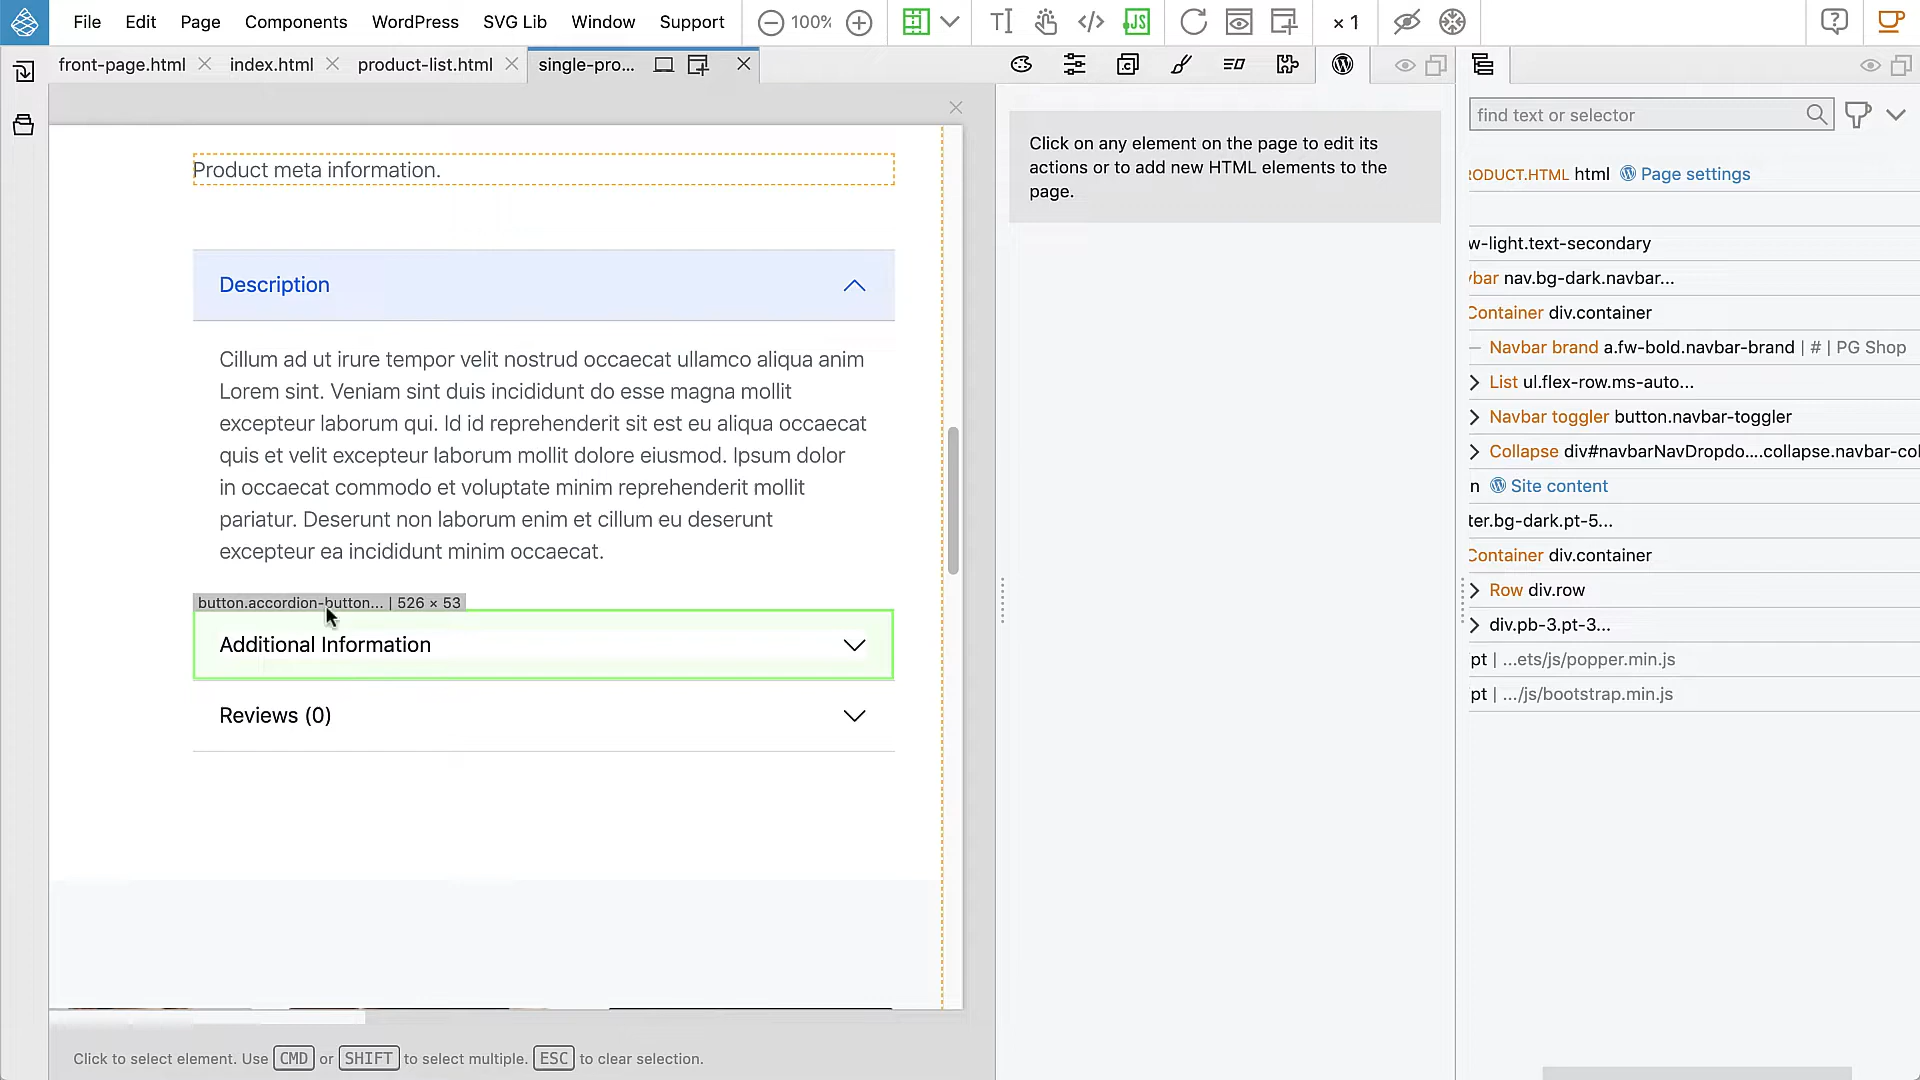 File Edit Page Components WordPress SVG Lib Window Support 100% JS × 1
front-page.html index.html product-list.html single-pro...
Product meta information.
Description
Cillum ad ut irure tempor velit nostrud occaecat ullamco aliqua anim
Lorem sint. Veniam sint duis incididunt do esse magna mollit
excepteur laborum qui. Id id reprehenderit sit est eu aliqua occaecat
quis et velit excepteur laborum mollit dolore eiusmod. Ipsum dolor
in occaecat commodo et voluptate minim reprehenderit mollit
pariatur. Deserunt non laborum enim et cillum eu deserunt
excepteur ea incididunt minim occaecat.
button.accordion-button... | 526 × 53
Additional Information
Reviews (0)
Click to select element. Use CMD or SHIFT to select multiple. ESC to clear selection.
Click on any element on the page to edit its
actions or to add new HTML elements to the
page.
find text or selector
RODUCT.HTML html Page settings
w-light.text-secondary
vbar nav.bg-dark.navbar...
Container div.container
Navbar brand a.fw-bold.navbar-brand | # | PG Shop
List ul.flex-row.ms-auto...
Navbar toggler button.navbar-toggler
Collapse div#navbarNavDropdo....collapse.navbar-col
n Site content
ter.bg-dark.pt-5...
Container div.container
Row div.row
div.pb-3.pt-3...
pt | ...ets/js/popper.min.js
pt | .../js/bootstrap.min.js